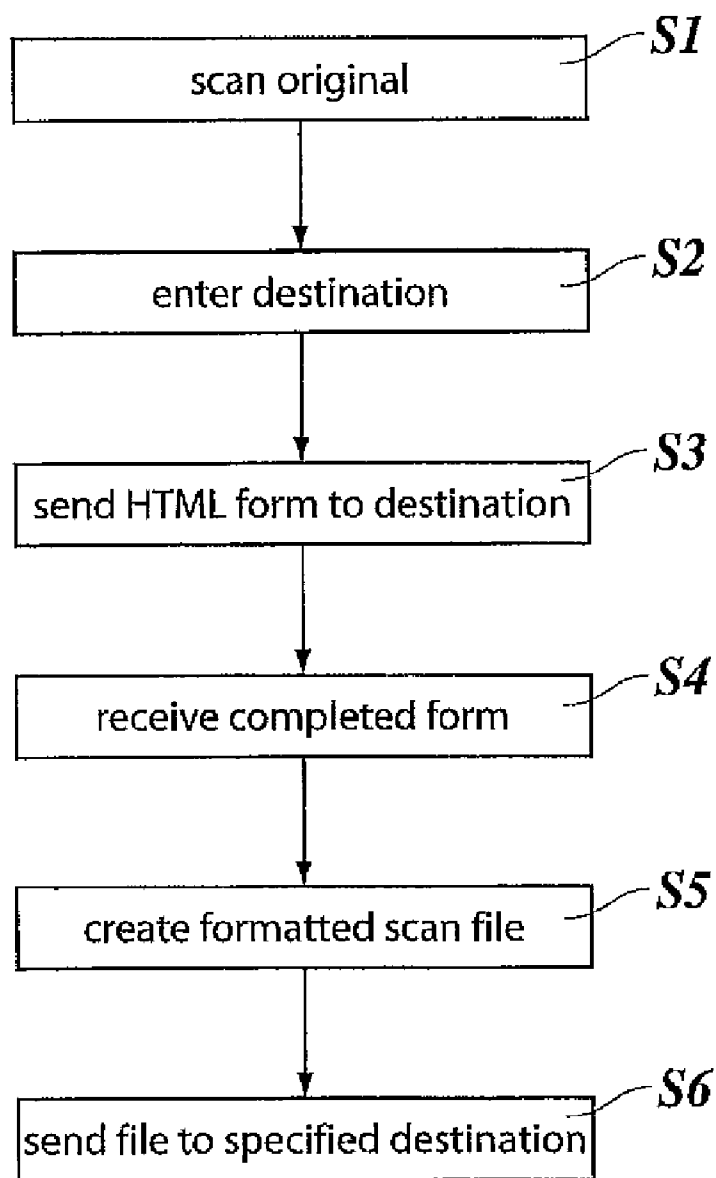 S1
scan original
S2
enter destination
S3
send HTML form to destination
S4
receive completed form
S5
create formatted scan file
S6
send file to specified destination